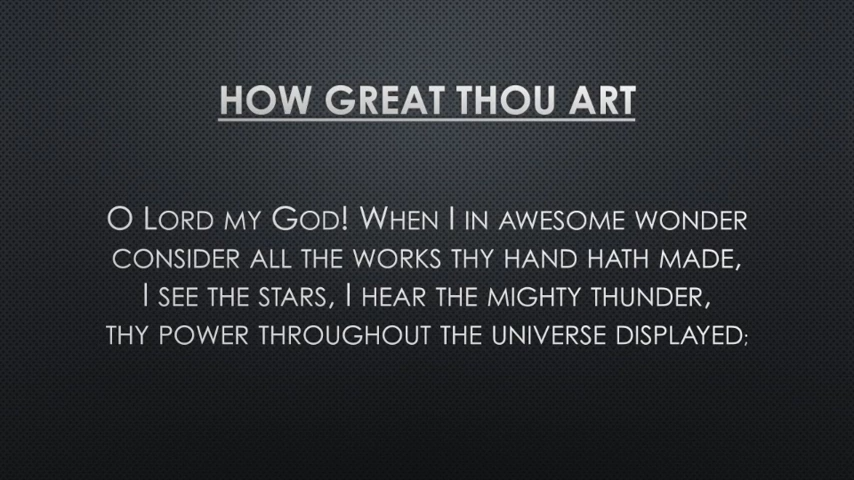 HOW GREAT THOU ART
O LORD MY GOD! WHEN I IN AWESOME WONDER
CONSIDER ALL THE WORKS THY HAND HATH MADE,
I SEE THE STARS, I HEAR THE MIGHTY THUNDER,
THY POWER THROUGHOUT THE UNIVERSE DISPLAYED;